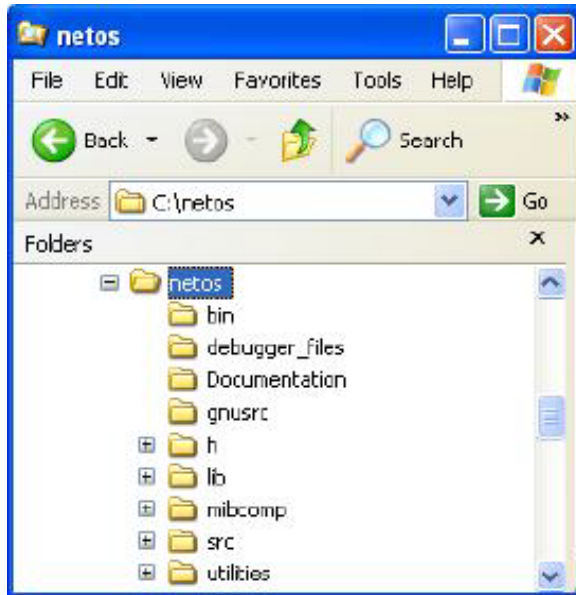 netos
File Edit View Favorites Tools Help
Back Search »
Address C:\netos Go
Folders x
netos
bin
debugger_files
Documentation
gnusrc
h
lib
mibcomp
src
utilities